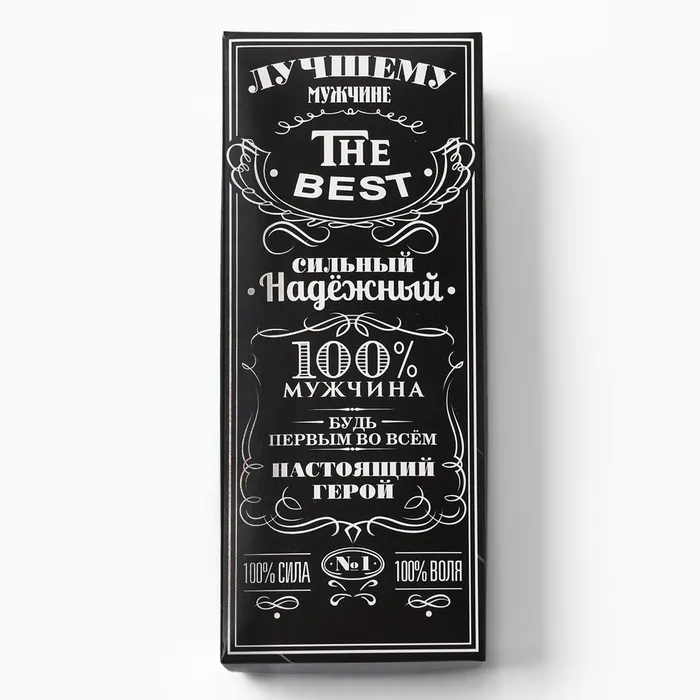 ЛУЧШЕМУ
МУЖЧИНЕ
THE
BEST
СИЛЬНЫЙ
Надёжный
100%
МУЖЧИНА
БУДЬ
ПЕРВЫМ ВО ВСЁМ
НАСТОЯЩИЙ
ГЕРОЙ
100% СИЛА
№1
100% ВОЛЯ